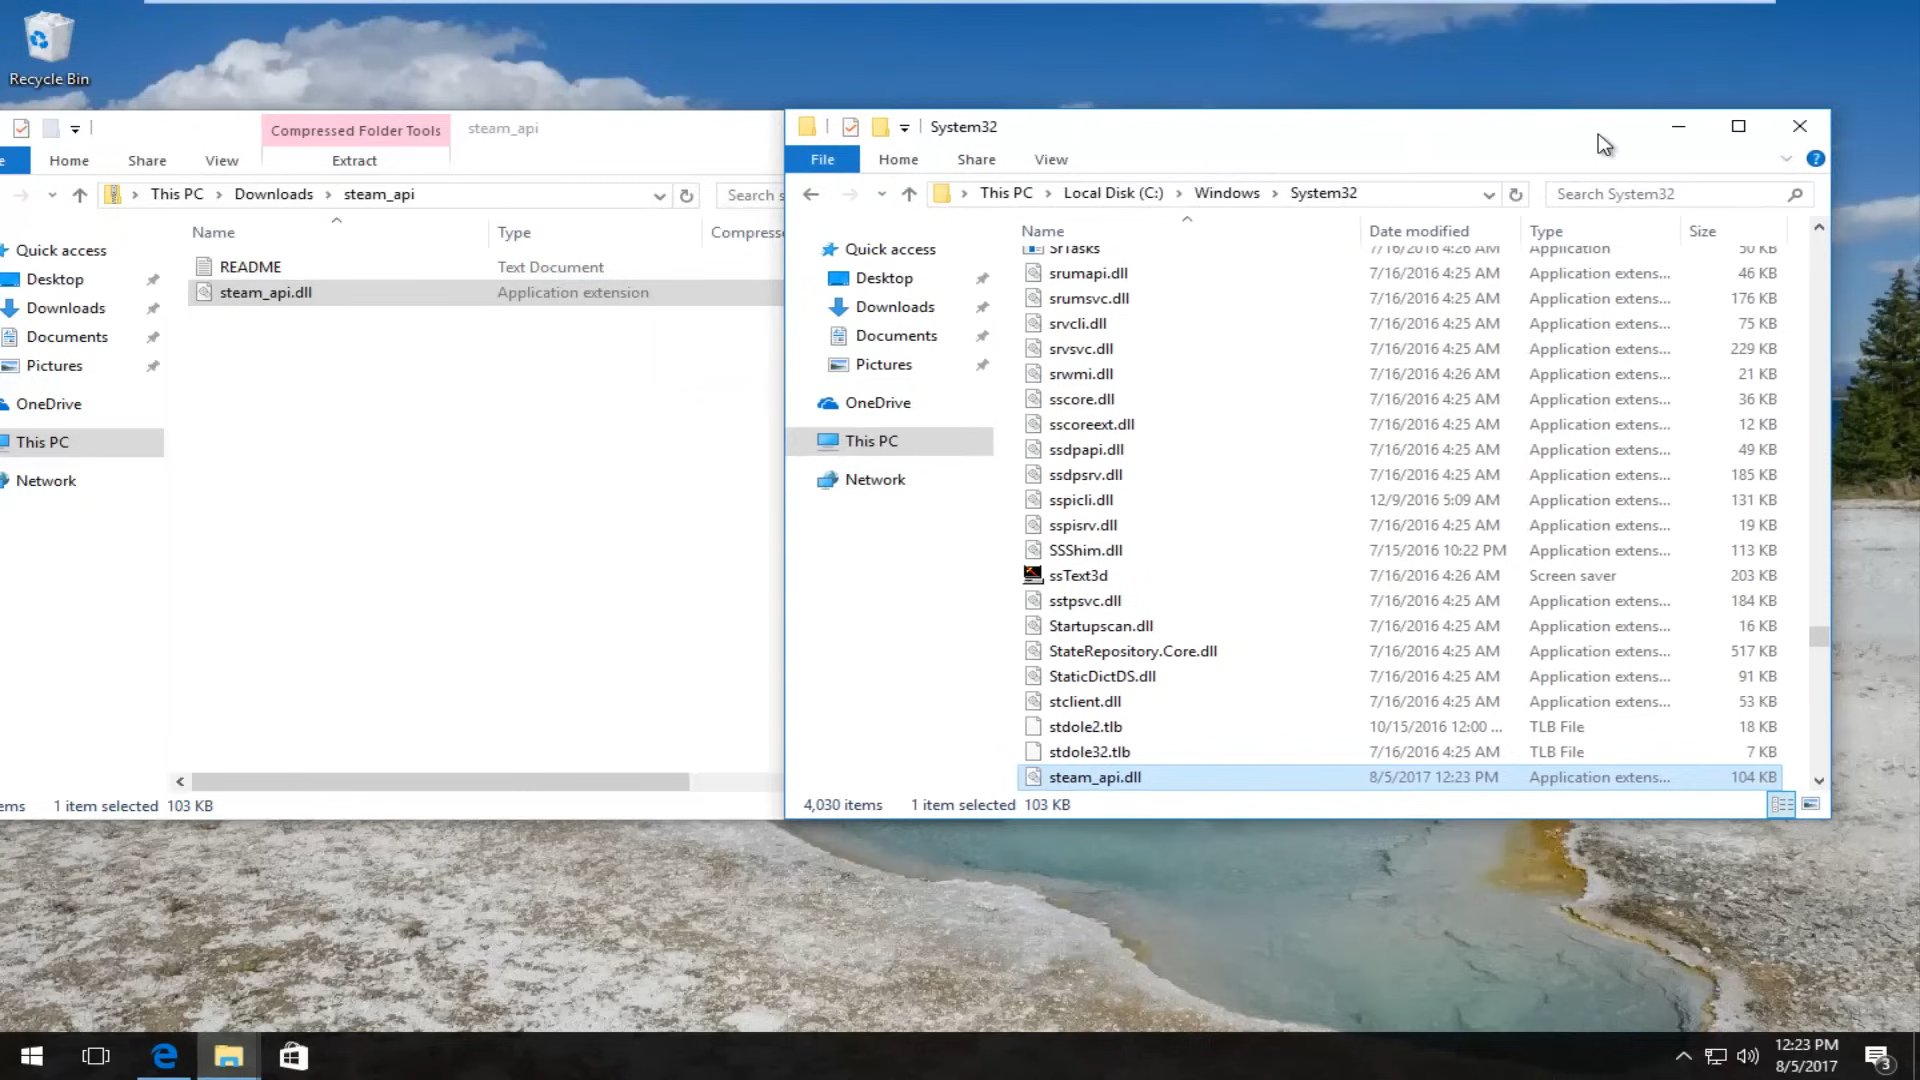 Recycle Bin
Compressed Folder Tools
steam_api
Home
Share
View
Extract
This PC
Downloads
steam_api
Search s
Name
Type
Compresse
Quick access
Desktop
Downloads
Documents
Pictures
OneDrive
This PC
Network
README
Text Document
steam_api.dll
Application extension
ems
1 item selected 103 KB
System32
File
Home
Share
View
This PC
Local Disk (C:)
Windows
System32
Search System32
Quick access
Desktop
Downloads
Documents
Pictures
OneDrive
This PC
Network
Name Date modified Type Size
SrTasks 7/16/2016 4:26 AM Application 50 KB
srumapi.dll 7/16/2016 4:25 AM Application extens... 46 KB
srumsvc.dll 7/16/2016 4:25 AM Application extens... 176 KB
srvcli.dll 7/16/2016 4:25 AM Application extens... 75 KB
srvsvc.dll 7/16/2016 4:25 AM Application extens... 229 KB
srwmi.dll 7/16/2016 4:26 AM Application extens... 21 KB
sscore.dll 7/16/2016 4:25 AM Application extens... 36 KB
sscoreext.dll 7/16/2016 4:25 AM Application extens... 12 KB
ssdpapi.dll 7/16/2016 4:25 AM Application extens... 49 KB
ssdpsrv.dll 7/16/2016 4:25 AM Application extens... 185 KB
sspicli.dll 12/9/2016 5:09 AM Application extens... 131 KB
sspisrv.dll 7/16/2016 4:25 AM Application extens... 19 KB
SSShim.dll 7/15/2016 10:22 PM Application extens... 113 KB
ssText3d 7/16/2016 4:26 AM Screen saver 203 KB
sstpsvc.dll 7/16/2016 4:25 AM Application extens... 184 KB
Startupscan.dll 7/16/2016 4:25 AM Application extens... 16 KB
StateRepository.Core.dll 7/16/2016 4:25 AM Application extens... 517 KB
StaticDictDS.dll 7/16/2016 4:25 AM Application extens... 91 KB
stclient.dll 7/16/2016 4:25 AM Application extens... 53 KB
stdole2.tlb 10/15/2016 12:00 ... TLB File 18 KB
stdole32.tlb 7/16/2016 4:25 AM TLB File 7 KB
steam_api.dll 8/5/2017 12:23 PM Application extens... 104 KB
4,030 items 1 item selected 103 KB
12:23 PM
8/5/2017
3